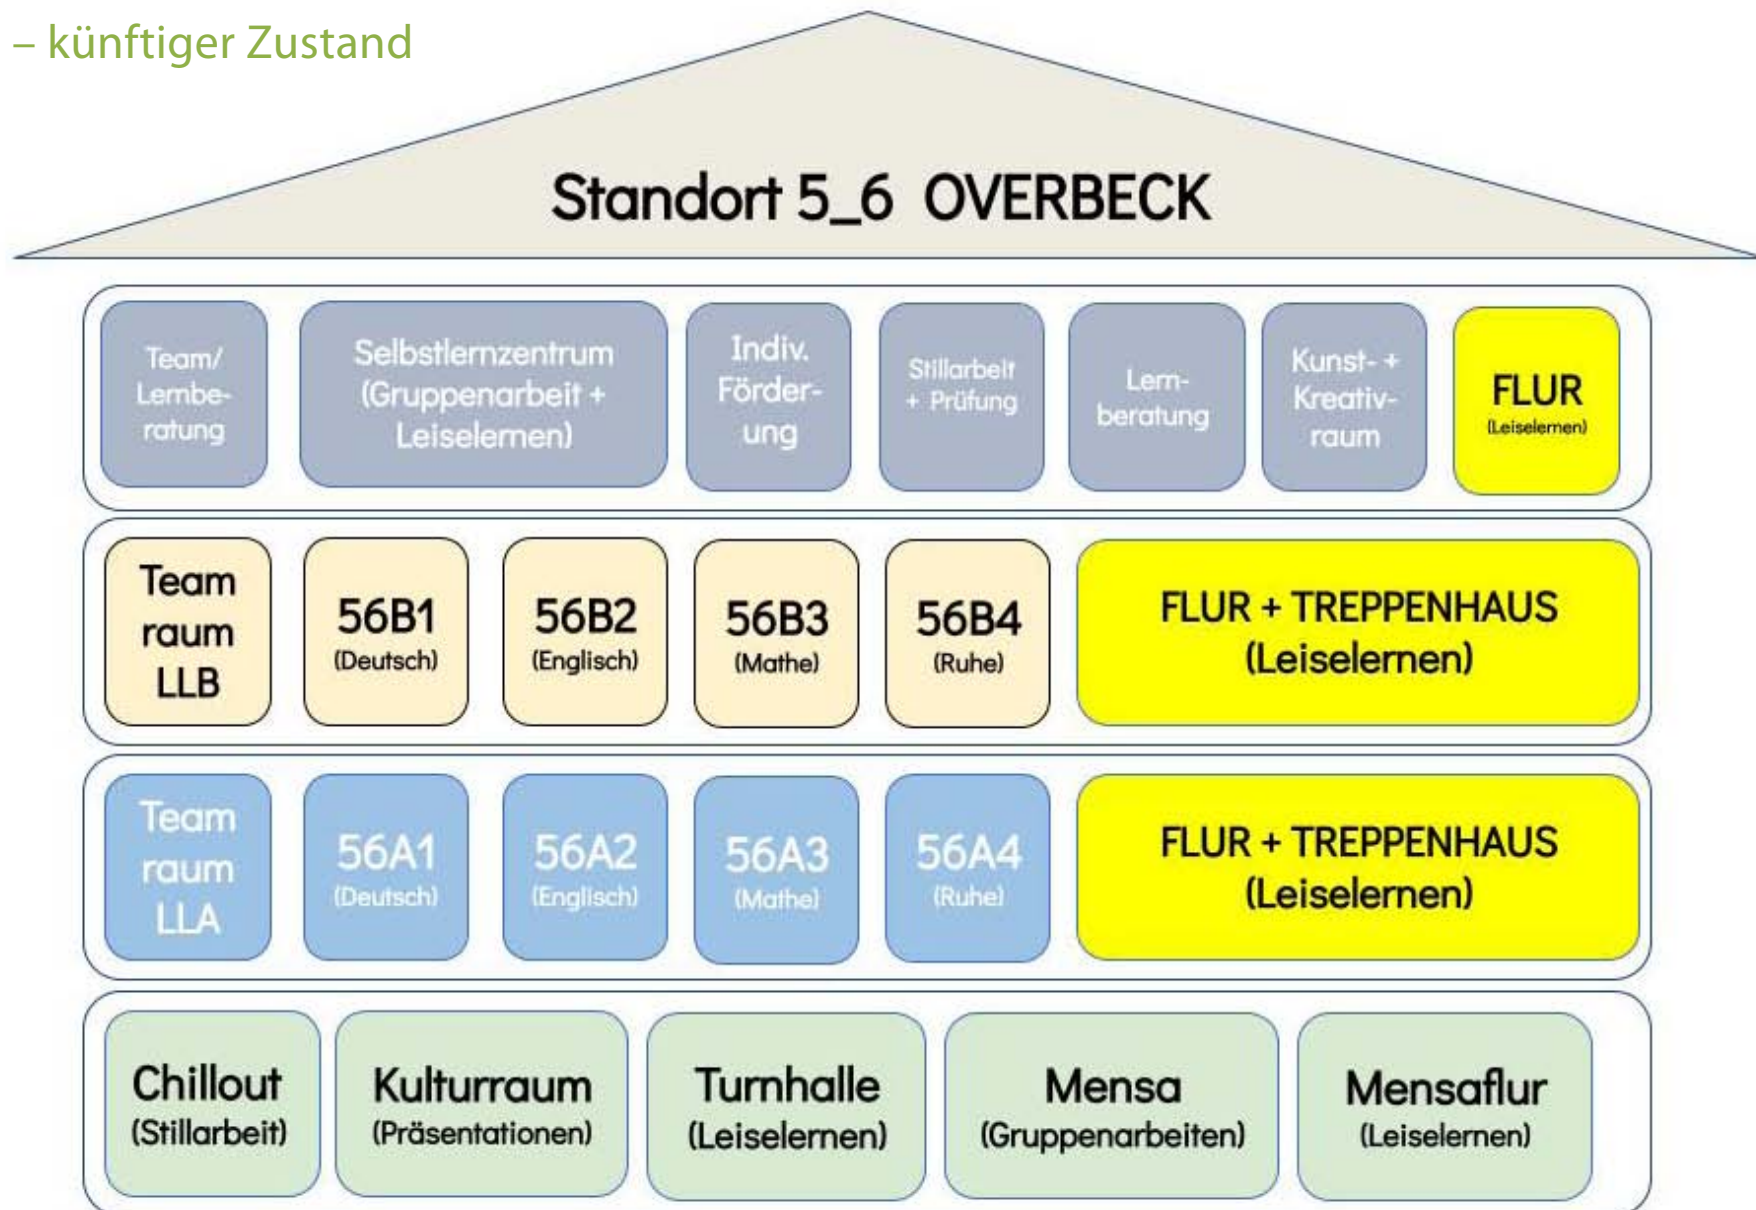 – künftiger Zustand
Standort 5_6 OVERBECK
Team/
Lernbe-
ratung
Selbstlernzentrum
(Gruppenarbeit +
Leiselernen)
Indiv.
Förder-
ung
Stillarbeit
+ Prüfung
Lern-
beratung
Kunst- +
Kreativ-
raum
FLUR
(Leiselernen)
Team
raum
LLB
56B1
(Deutsch)
56B2
(Englisch)
56B3
(Mathe)
56B4
(Ruhe)
FLUR + TREPPENHAUS
(Leiselernen)
Team
raum
LLA
56A1
(Deutsch)
56A2
(Englisch)
56A3
(Mathe)
56A4
(Ruhe)
FLUR + TREPPENHAUS
(Leiselernen)
Chillout
(Stillarbeit)
Kulturraum
(Präsentationen)
Turnhalle
(Leiselernen)
Mensa
(Gruppenarbeiten)
Mensaflur
(Leiselernen)